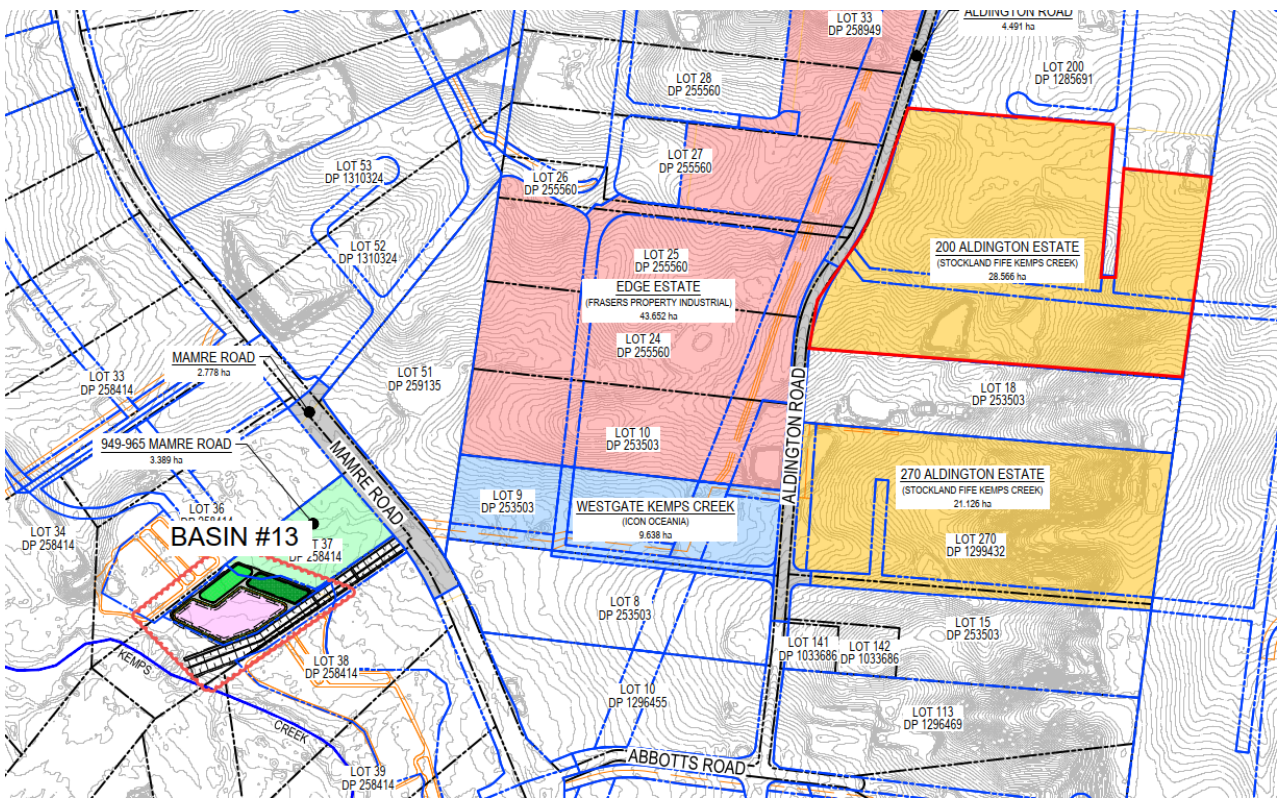 LOT 33
DP 258949
ALDINGTON ROAD
4.491 ha
LOT 200
DP 1285691
LOT 28
DP 255560
LOT 53
DP 1310324
LOT 27
DP 255560
LOT 26
DP 255560
LOT 52
DP 1310324
LOT 25
DP 255560
EDGE ESTATE
(FRASERS PROPERTY INDUSTRIAL)
43.652 ha
200 ALDINGTON ESTATE
(STOCKLAND FIFE KEMPS CREEK)
28.566 ha
LOT 24
DP 255560
MAMRE ROAD
2.778 ha
LOT 51
DP 259135
LOT 33
DP 258414
LOT 18
DP 253503
ALDINGTON ROAD
LOT 10
DP 253503
949-965 MAMRE ROAD
3.389 ha
MAMRE ROAD
270 ALDINGTON ESTATE
(STOCKLAND FIFE KEMPS CREEK)
21.126 ha
LOT 9
DP 253503
WESTGATE KEMPS CREEK
(ICON OCEANIA)
9.638 ha
LOT 34
DP 258414
LOT 36
DP 258414
BASIN #13
37
DP 258414
LOT 270
DP 1299432
LOT 8
DP 253503
LOT 15
DP 253503
LOT 141
DP 1033686
LOT 142
DP 1033686
KEMPS
CREEK
LOT 38
DP 258414
LOT 10
DP 1296455
LOT 113
DP 1296469
ABBOTTS ROAD
LOT 39
DP 258414